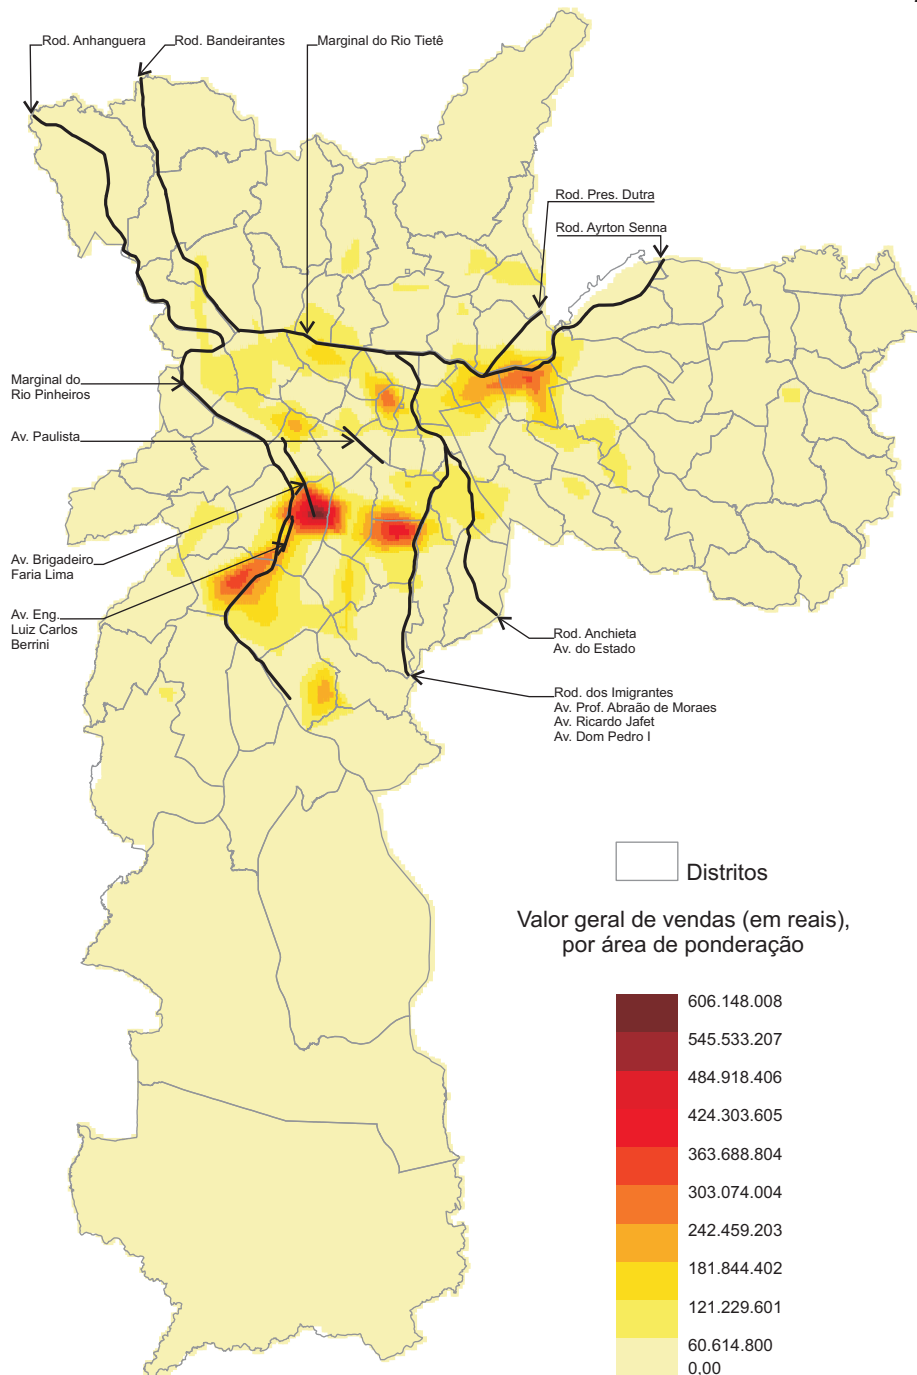 Rod. Anhanguera
Rod. Bandeirantes
Marginal do Rio Tietê
Rod. Pres. Dutra
Rod. Ayrton Senna
Marginal do
Rio Pinheiros
Av. Paulista
Av. Brigadeiro
Faria Lima
Av. Eng.
Luiz Carlos
Berrini
Rod. Anchieta
Av. do Estado
Rod. dos Imigrantes
Av. Prof. Abraão de Moraes
Av. Ricardo Jafet
Av. Dom Pedro I
Distritos
Valor geral de vendas (em reais),
por área de ponderação
606.148.008
545.533.207
484.918.406
424.303.605
363.688.804
303.074.004
242.459.203
181.844.402
121.229.601
60.614.800
0,00